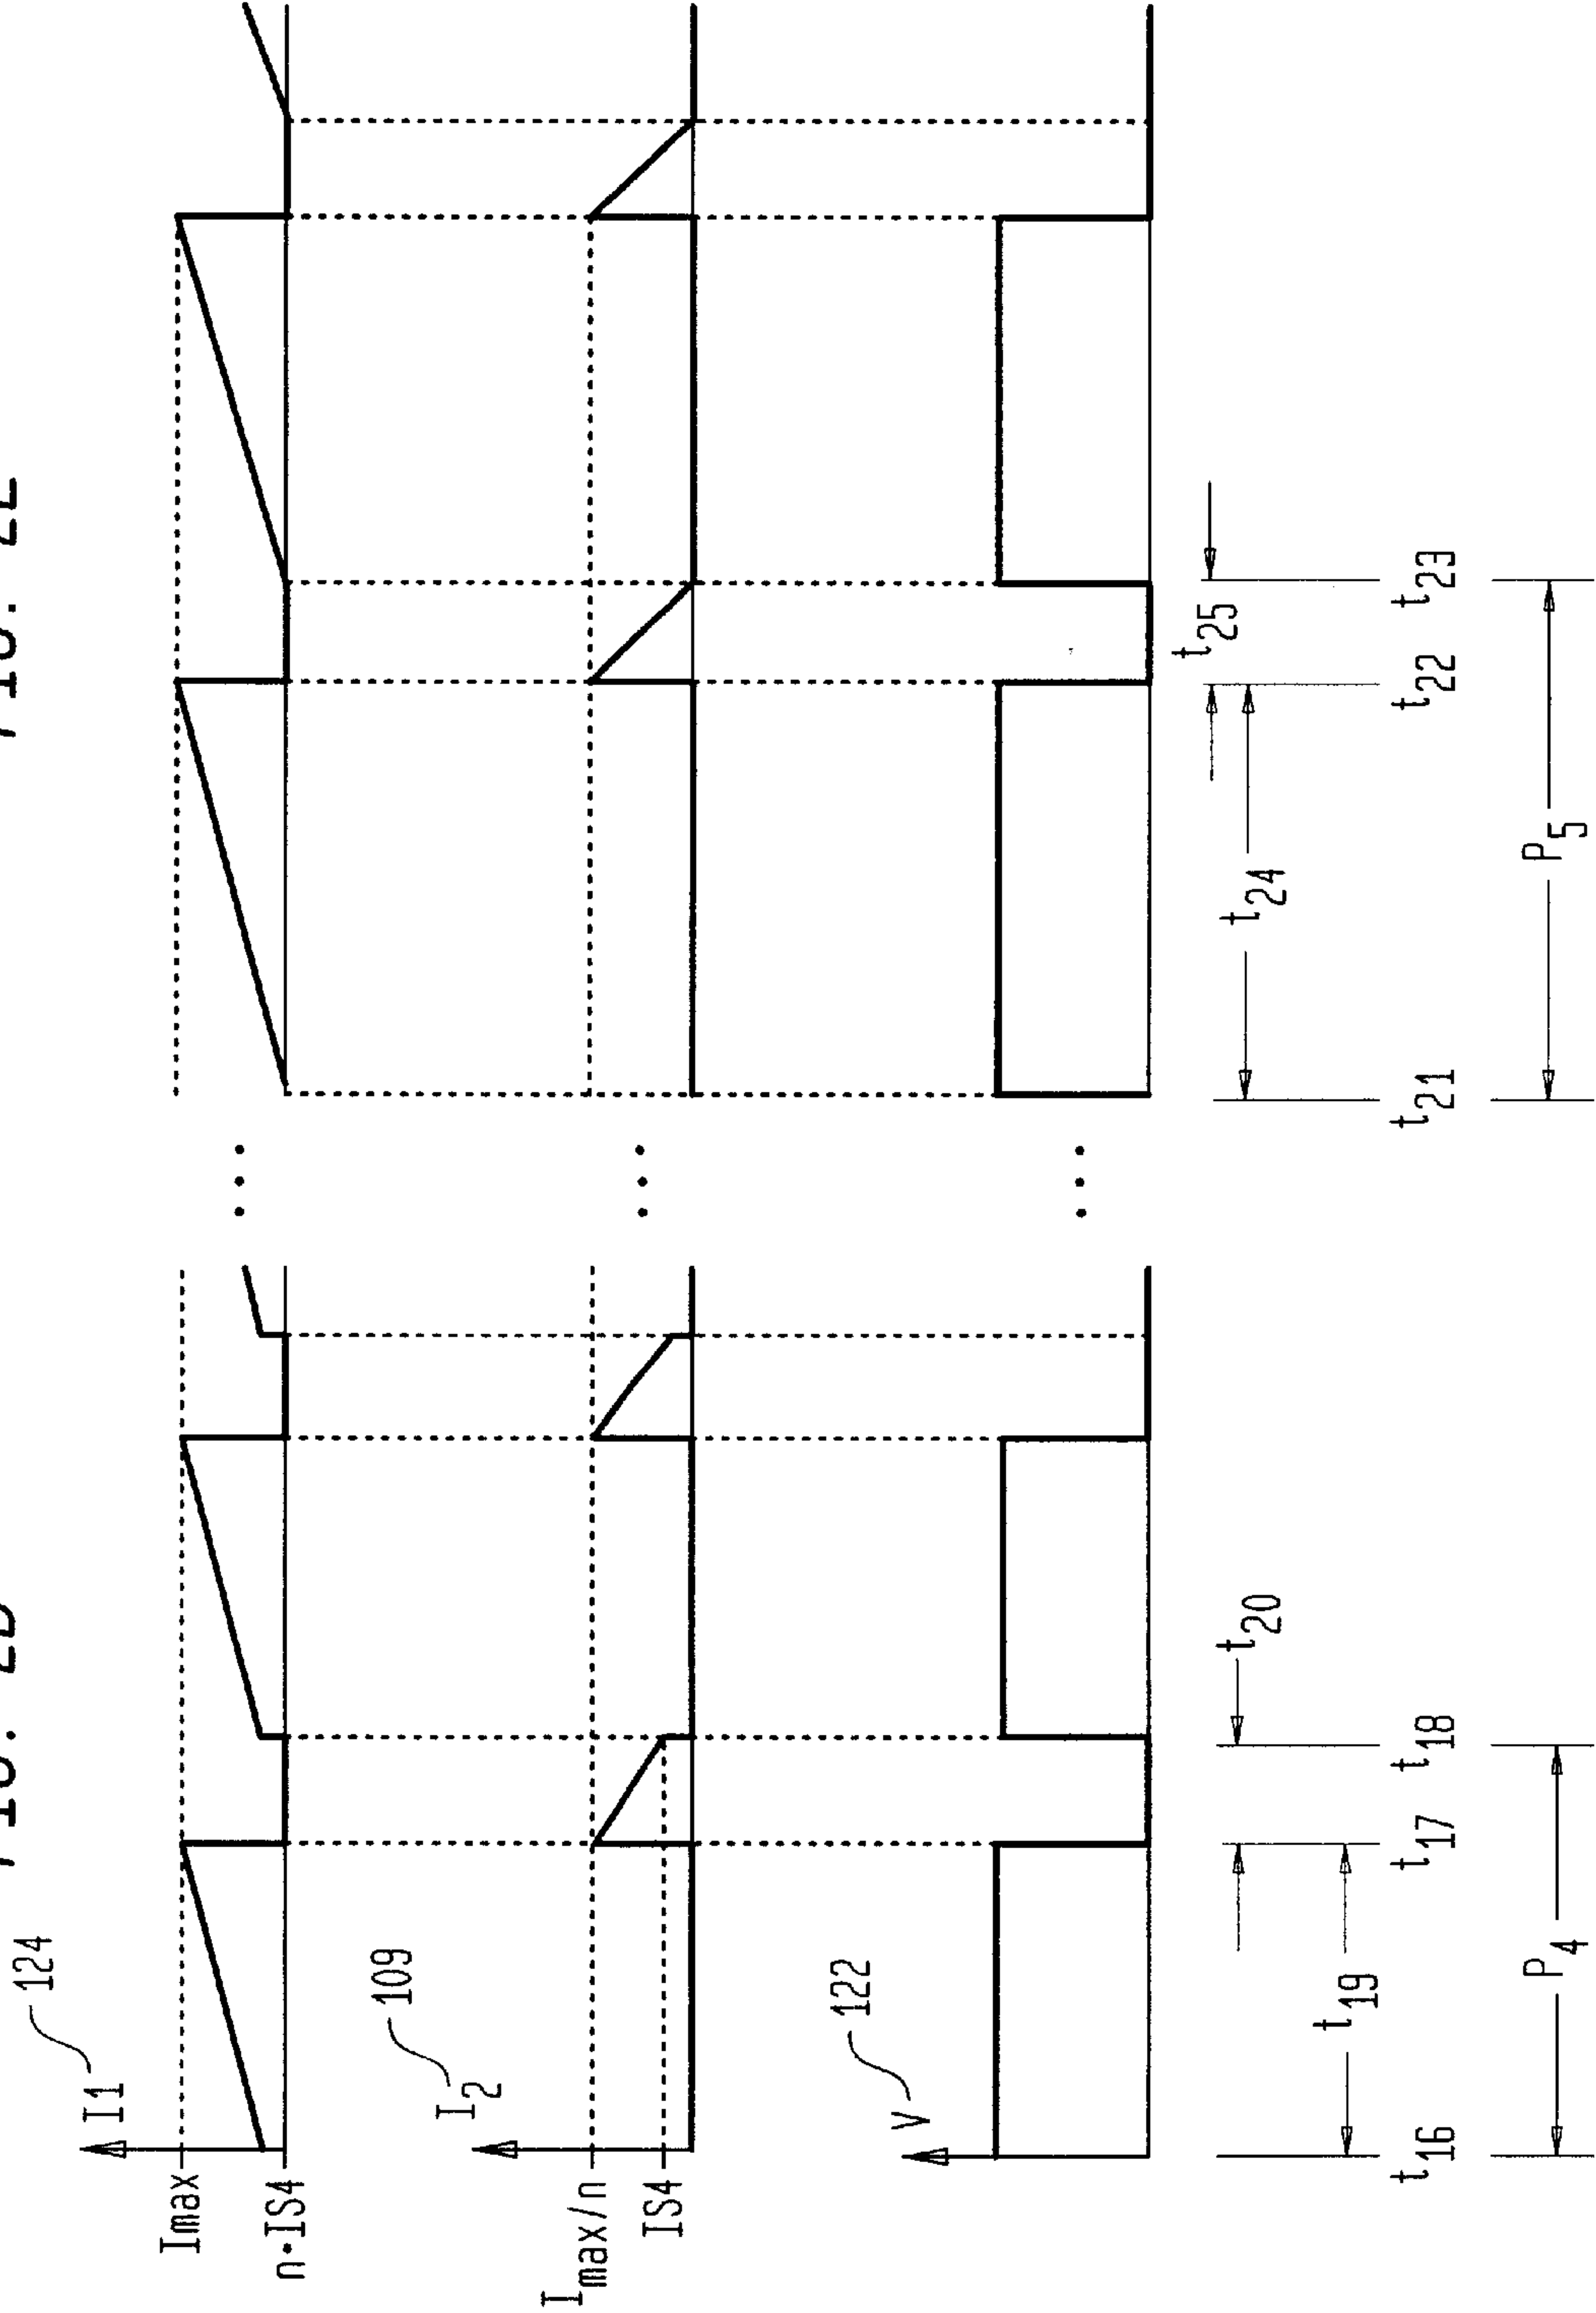 I1 124
Imax
n·IS4
I2 109
Imax/n
IS4
V 122
t25
t20
t24
t19
t16 t17 t18 t21 t22 t23
P4 P5